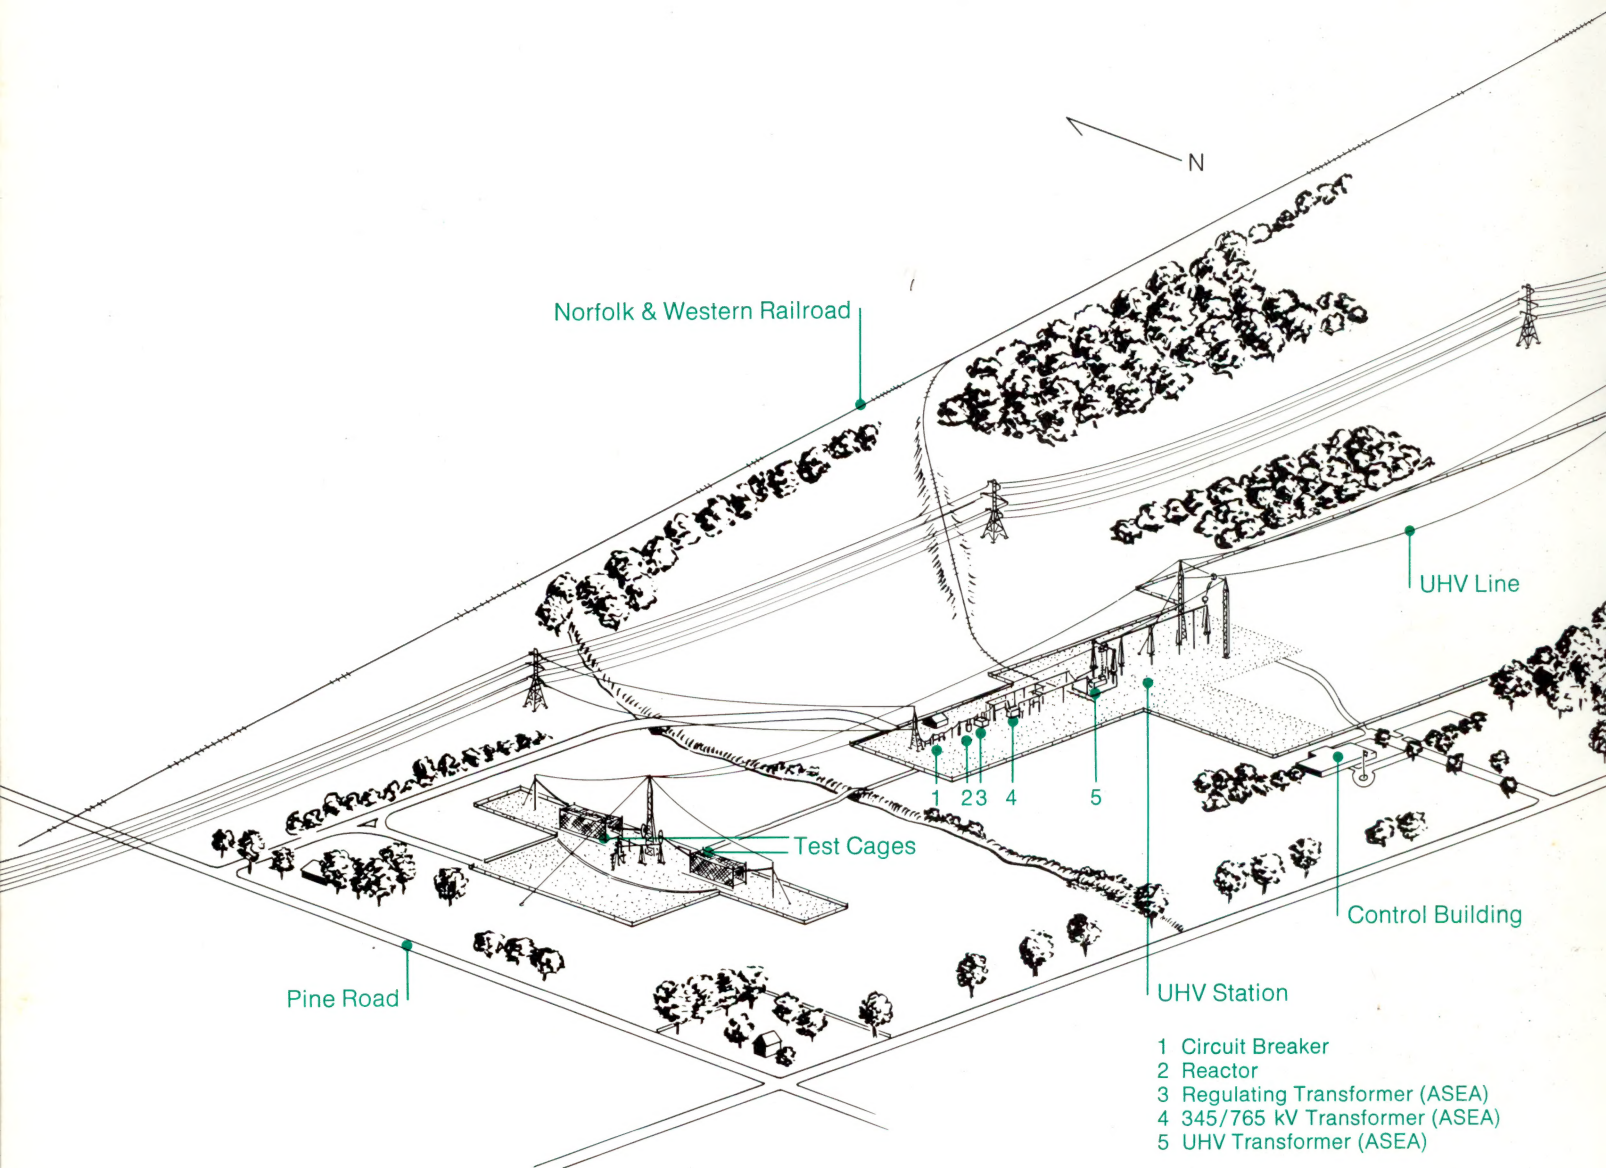 N
Norfolk & Western Railroad
UHV Line
1
2
3
4
5
Test Cages
Control Building
Pine Road
UHV Station
1 Circuit Breaker
2 Reactor
3 Regulating Transformer (ASEA)
4 345/765 kV Transformer (ASEA)
5 UHV Transformer (ASEA)